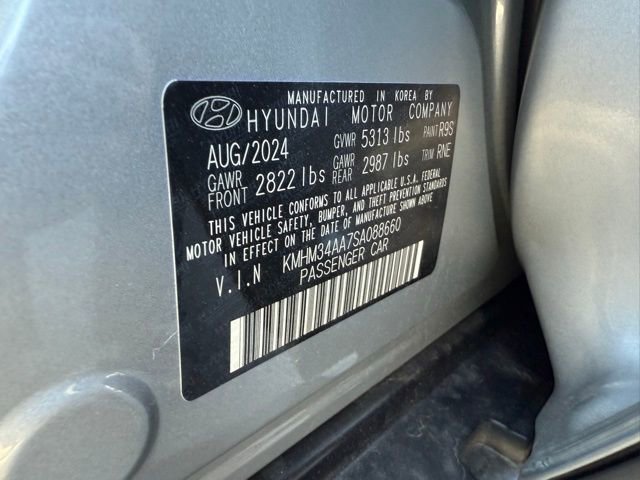 MANUFACTURED IN KOREA BY
HYUNDAI MOTOR COMPANY
AUG/2024 GVWR 5313 lbs PAINT R9S
GAWR FRONT 2822 lbs GAWR REAR 2987 lbs TRIM RNE
THIS VEHICLE CONFORMS TO ALL APPLICABLE U.S.A. FEDERAL
MOTOR VEHICLE SAFETY, BUMPER, AND THEFT PREVENTION STANDARDS
IN EFFECT ON THE DATE OF MANUFACTURE SHOWN ABOVE.
V.I.N KMHM34AA7SA088660
PASSENGER CAR